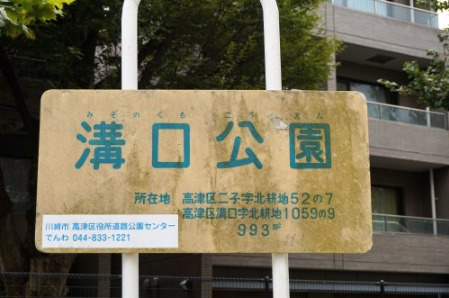 みぞのくち こうえん
溝口公園
所在地 高津区二子字北耕地52の7
高津区溝口字北耕地1059の9
993㎡
川崎市 高津区役所道路公園センター
でんわ 044-833-1221